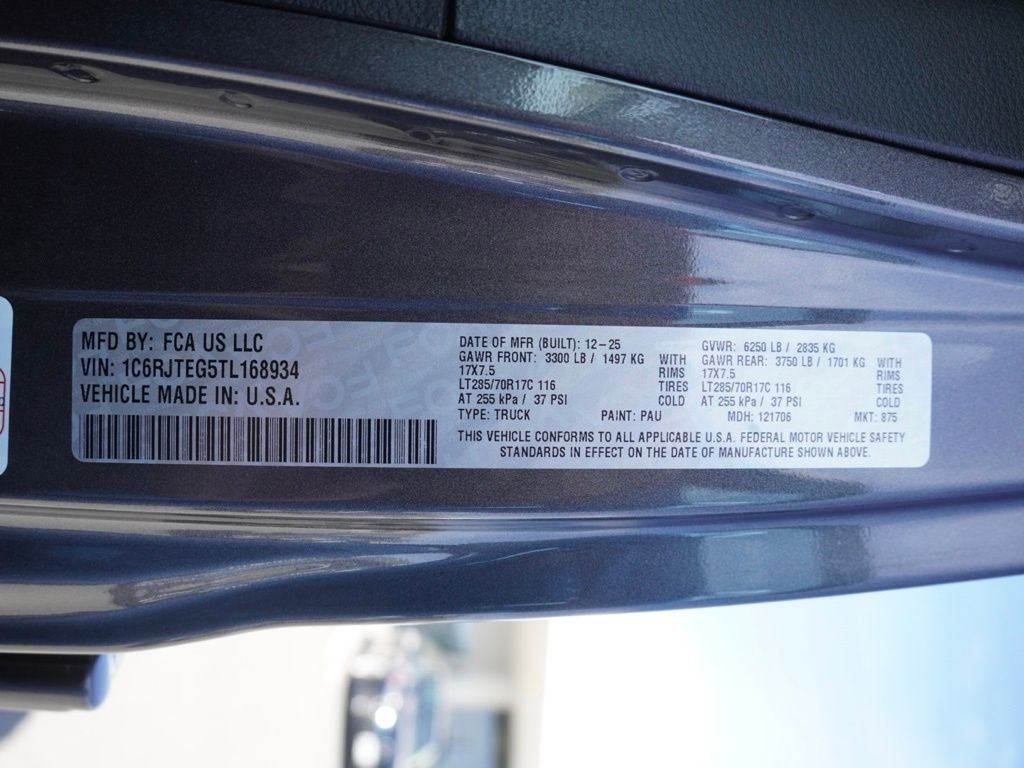 MFD BY: FCA US LLC
VIN: 1C6RJTEG5TL168934
VEHICLE MADE IN: U.S.A.
DATE OF MFR (BUILT): 12-25 GVWR: 6250 LB / 2835 KG
GAWR FRONT: 3300 LB / 1497 KG WITH GAWR REAR: 3750 LB / 1701 KG WITH
17X7.5 RIMS 17X7.5 RIMS
LT285/70R17C 116 TIRES LT285/70R17C 116 TIRES
AT 255 kPa / 37 PSI COLD AT 255 kPa / 37 PSI COLD
TYPE: TRUCK PAINT: PAU MDH: 121706 MKT: 875
THIS VEHICLE CONFORMS TO ALL APPLICABLE U.S.A. FEDERAL MOTOR VEHICLE SAFETY
STANDARDS IN EFFECT ON THE DATE OF MANUFACTURE SHOWN ABOVE.